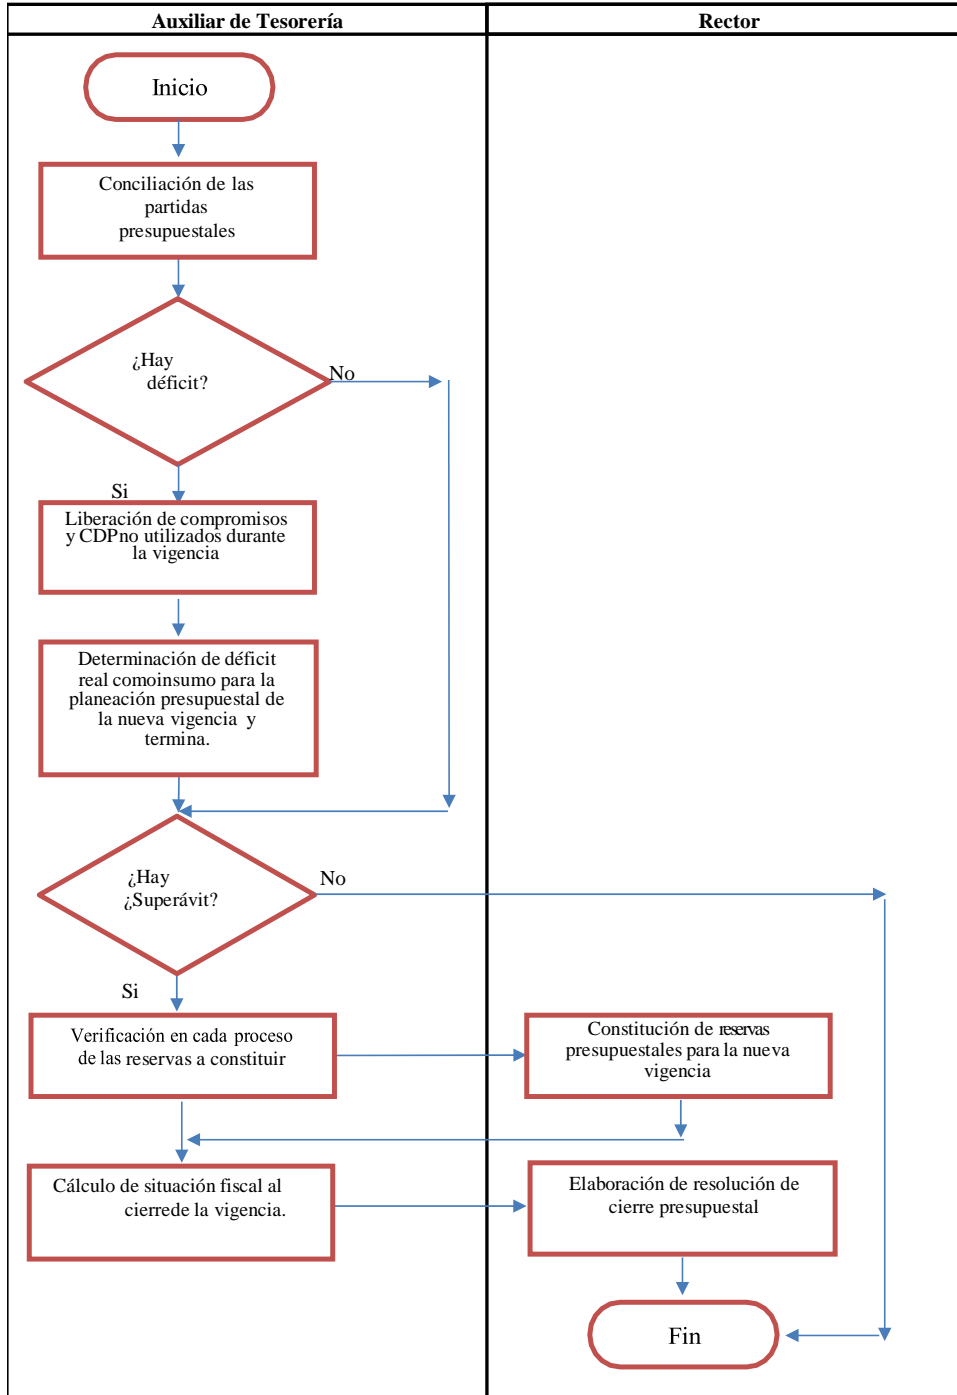 Auxiliar de Tesorería
Rector
Inicio
Conciliación de las
partidas
presupuestales
¿Hay
déficit?
No
Si
Liberación de compromisos
y CDPno utilizados durante
la vigencia
Determinación de déficit
real comoinsumo para la
planeación presupuestal de
la nueva vigencia y
termina.
¿Hay
¿Superávit?
No
Si
Verificación en cada proceso
de las reservas a constituir
Constitución de reservas
presupuestales para la nueva
vigencia
Cálculo de situación fiscal al
cierrede la vigencia.
Elaboración de resolución de
cierre presupuestal
Fin